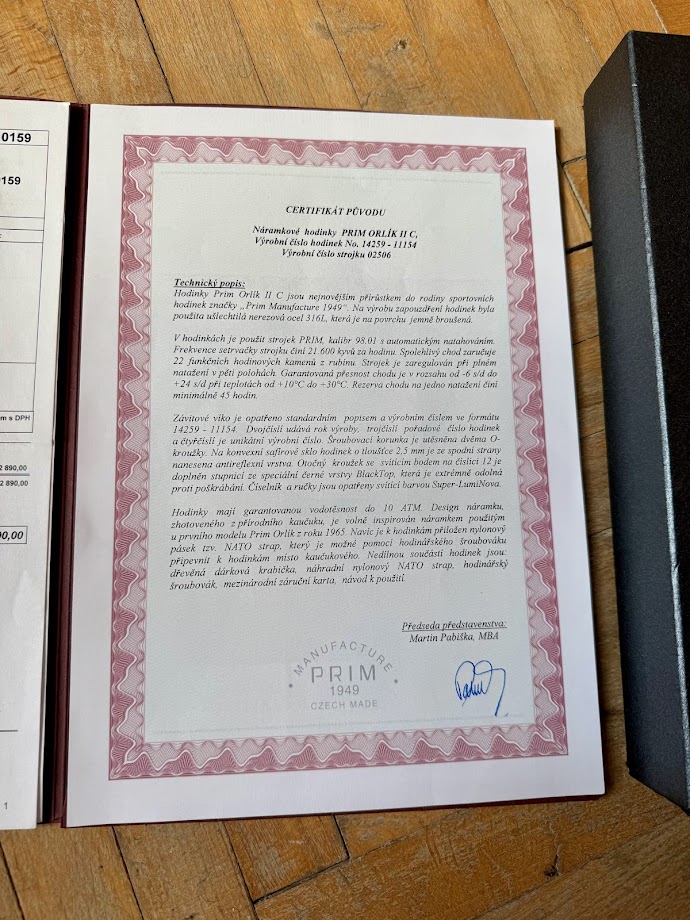 0159
159
m s DPH
2 890,00
2 890,00
00,00
1
CERTIFIKÁT PŮVODU
Náramkové hodinky PRIM ORLÍK II C,
Výrobní číslo hodinek No. 14259 - 11154
Výrobní číslo strojku 02506
Technický popis:
Hodinky Prim Orlík II C jsou nejnovějším přírůstkem do rodiny sportovních
hodinek značky „Prim Manufacture 1949“. Na výrobu zapouzdření hodinek byla
použita ušlechtilá nerezová ocel 316L, která je na povrchu jemně broušená.
V hodinkách je použit strojek PRIM, kalibr 98.01 s automatickým natahováním.
Frekvence setrvačky strojku činí 21.600 kyvů za hodinu. Spolehlivý chod zaručuje
22 funkčních hodinových kamenů z rubínu. Strojek je zaregulován při plném
natažení v pěti polohách. Garantovaná přesnost chodu je v rozsahu od -6 s/d do
+24 s/d při teplotách od +10°C do +30°C. Rezerva chodu na jedno natažení činí
minimálně 45 hodin.
Závitové víko je opatřeno standardním popisem a výrobním číslem ve formátu
14259 - 11154 Dvojčíslí udává rok výroby, trojčíslí pořadové číslo hodinek
a čtyřčíslí je unikátní výrobní číslo. Šroubovací korunka je utěsněna dvěma O-
kroužky. Na konvexní safírové sklo hodinek o tloušťce 2,5 mm je ze spodní strany
nanesena antireflexní vrstva. Otočný kroužek se svítícím bodem na číslici 12 je
doplněn stupnicí ze speciální černé vrstvy BlackTop, která je extrémně odolná
proti poškrábání. Číselník a ručky jsou opatřeny svítící barvou Super-LumiNova.
Hodinky mají garantovanou vodotěsnost do 10 ATM. Design náramku,
zhotoveného z přírodního kaučuku, je volně inspirován náramkem použitým
u prvního modelu Prim Orlík z roku 1965. Navíc je k hodinkám přiložen nylonový
pásek tzv. NATO strap, který je možné pomocí hodinářského šroubováku
připevnit k hodinkám místo kaučukového. Nedílnou součástí hodinek jsou:
dřevěná dárková krabička, náhradní nylonový NATO strap, hodinářský
šroubovák, mezinárodní záruční karta, návod k použití.
Předseda představenstva:
Martin Pabiška, MBA
MANUFACTURE
PRIM
1949
CZECH MADE